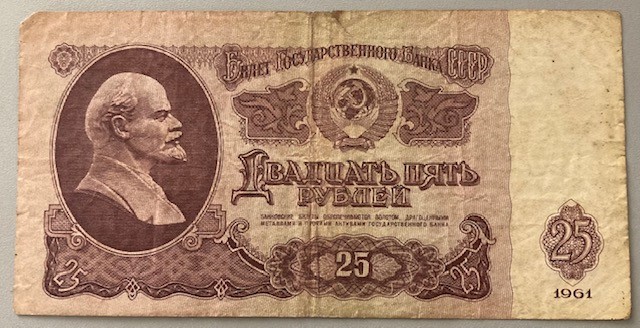 Билет Государственного Банка СССР
Двадцать пять
рублей
БАНКОВСКИЕ БИЛЕТЫ ОБЕСПЕЧИВАЮТСЯ ЗОЛОТОМ, ДРАГОЦЕННЫМИ
МЕТАЛЛАМИ И ПРОЧИМИ АКТИВАМИ ГОСУДАРСТВЕННОГО БАНКА
25
25
25
25
1961